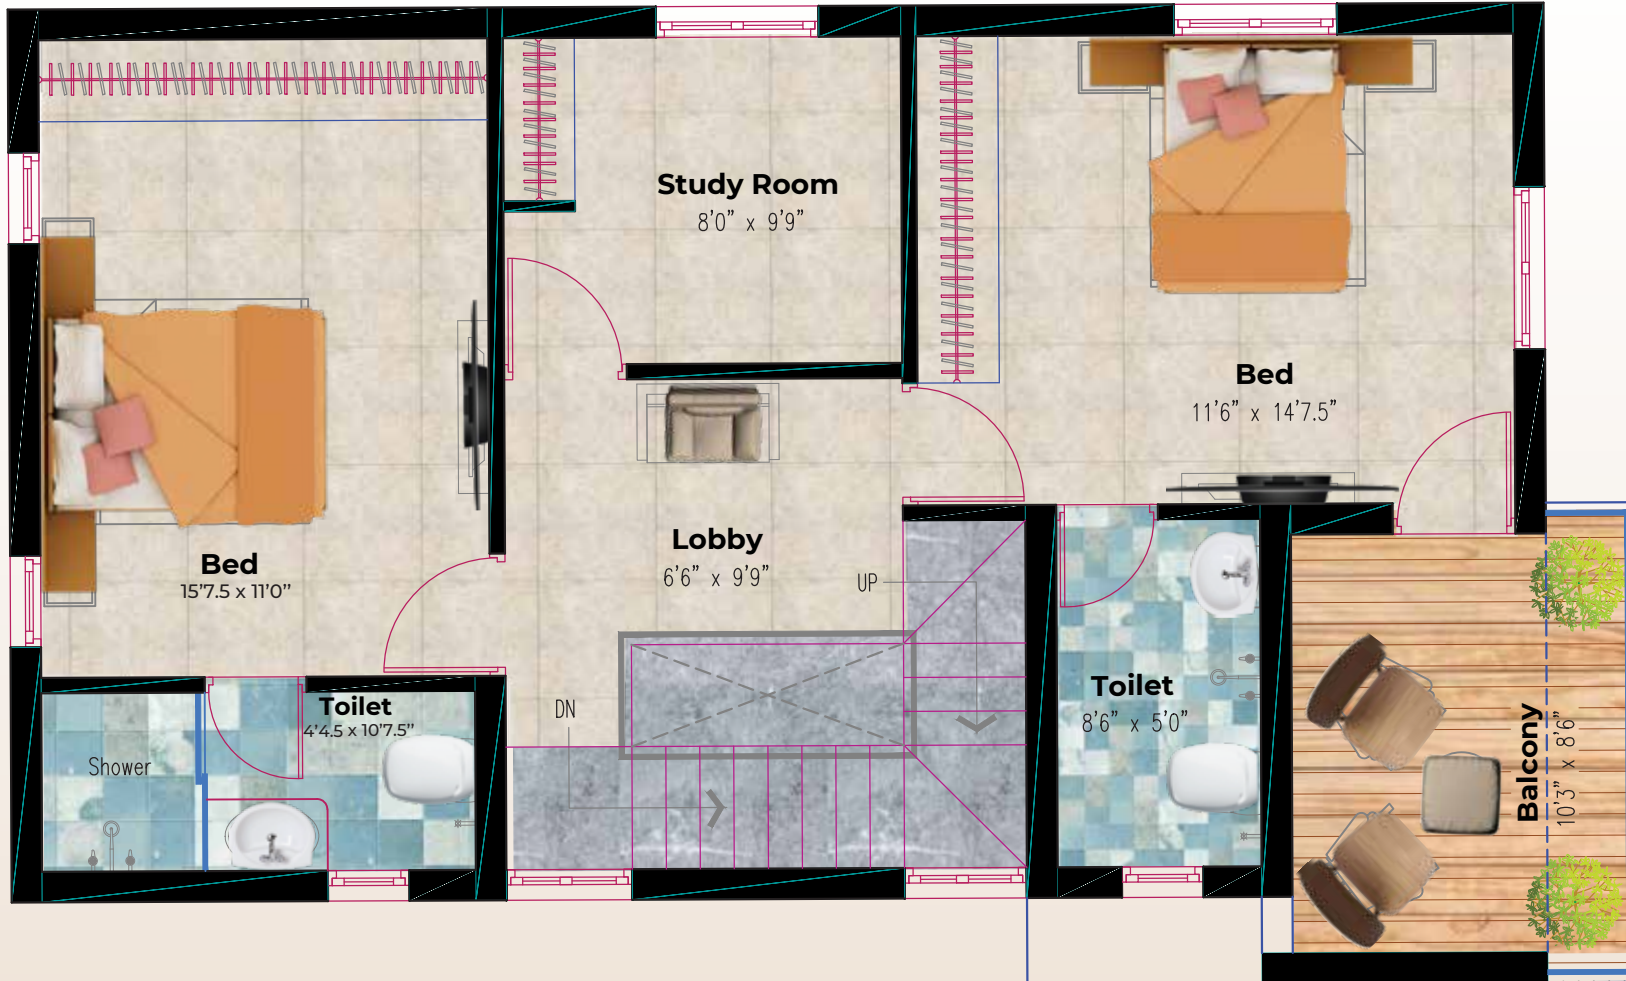 Study Room
8'0" x 9'9"
Bed
11'6" x 14'7.5"
Lobby
6'6" x 9'9"
Bed
15'7.5 x 11'0"
UP
DN
Toilet
4'4.5 x 10'7.5"
Shower
Toilet
8'6" x 5'0"
Balcony
10'3" x 8'6"